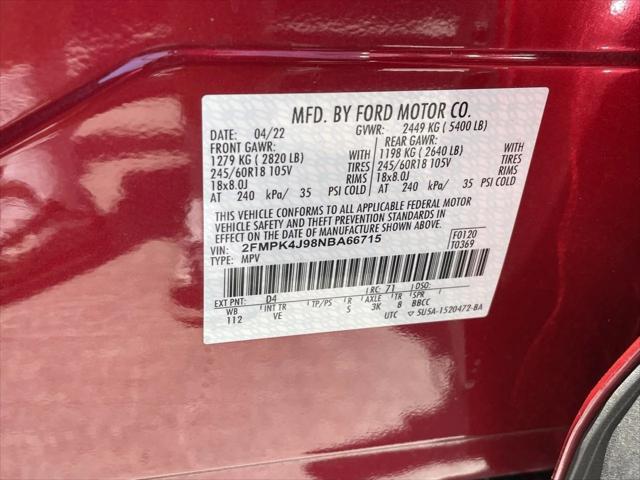 MFD. BY FORD MOTOR CO.
DATE: 04/22 GVWR: 2449 KG ( 5400 LB)
FRONT GAWR: REAR GAWR:
1279 KG ( 2820 LB) WITH 1198 KG ( 2640 LB) WITH
245/60R18 105V TIRES 245/60R18 105V TIRES
18x8.0J RIMS 18x8.0J RIMS
AT 240 kPa/ 35 PSI COLD AT 240 kPa/ 35 PSI COLD
THIS VEHICLE CONFORMS TO ALL APPLICABLE FEDERAL MOTOR
VEHICLE SAFETY AND THEFT PREVENTION STANDARDS IN
EFFECT ON THE DATE OF MANUFACTURE SHOWN ABOVE.
VIN: 2FMPK4J98NBA66715 F0120
TYPE: MPV T0369
EXT PNT: D4 RC: 71 DSO:
WB INT TR TP/PS R AXLE TR SPR
112 VE 5 3K 8 BBCC
UTC ▽ SU5A-1520472-BA